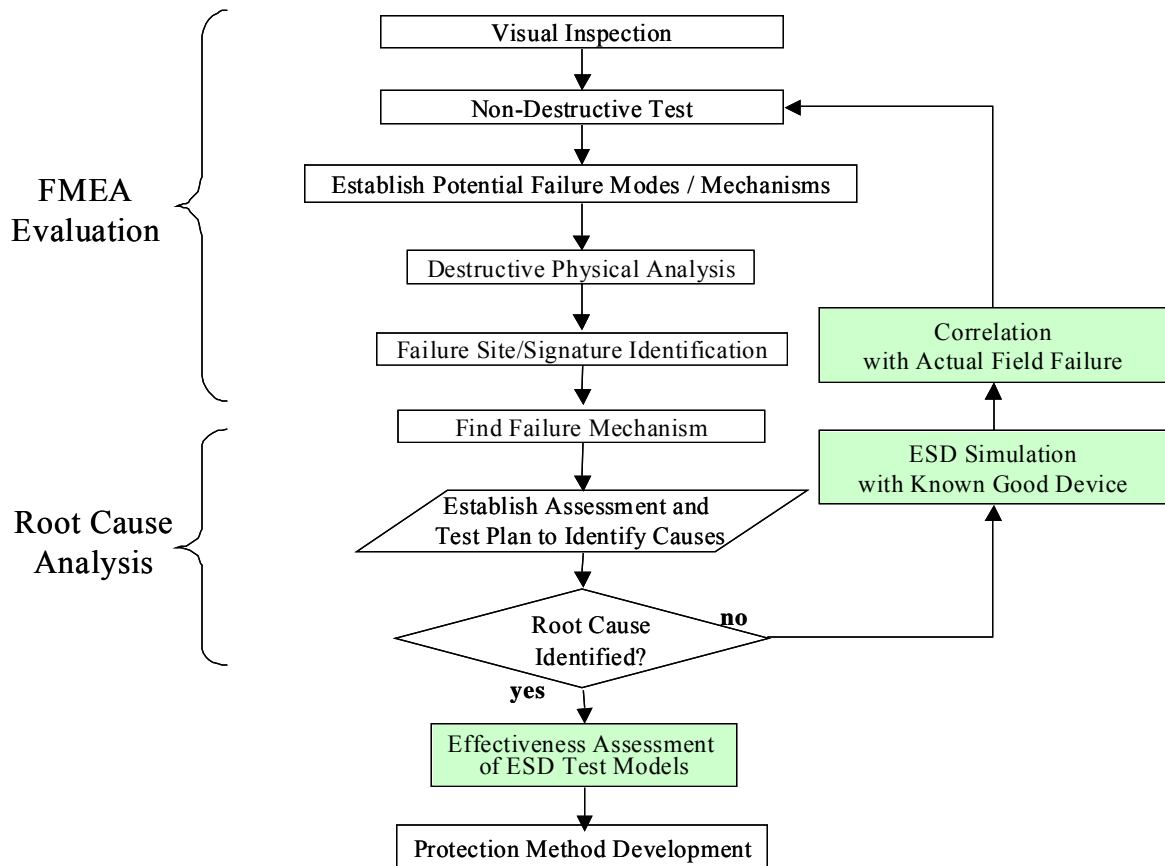 Visual Inspection
Non-Destructive Test
Establish Potential Failure Modes / Mechanisms
FMEA
Evaluation
Destructive Physical Analysis
Failure Site/Signature Identification
Correlation
with Actual Field Failure
Find Failure Mechanism
ESD Simulation
with Known Good Device
Root Cause
Analysis
Establish Assessment and
Test Plan to Identify Causes
Root Cause
Identified?
no
yes
Effectiveness Assessment
of ESD Test Models
Protection Method Development